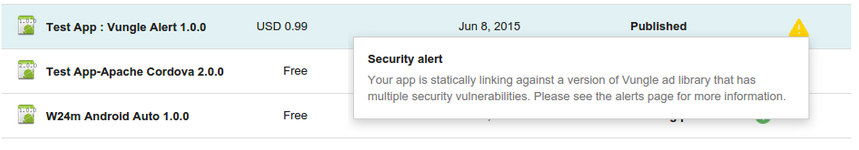 Test App : Vungle Alert 1.0.0 USD 0.99 Jun 8, 2015 Published
Security alert
Test App-Apache Cordova 2.0.0 Free
Your app is statically linking against a version of Vungle ad library that has
multiple security vulnerabilities. Please see the alerts page for more information.
W24m Android Auto 1.0.0 Free